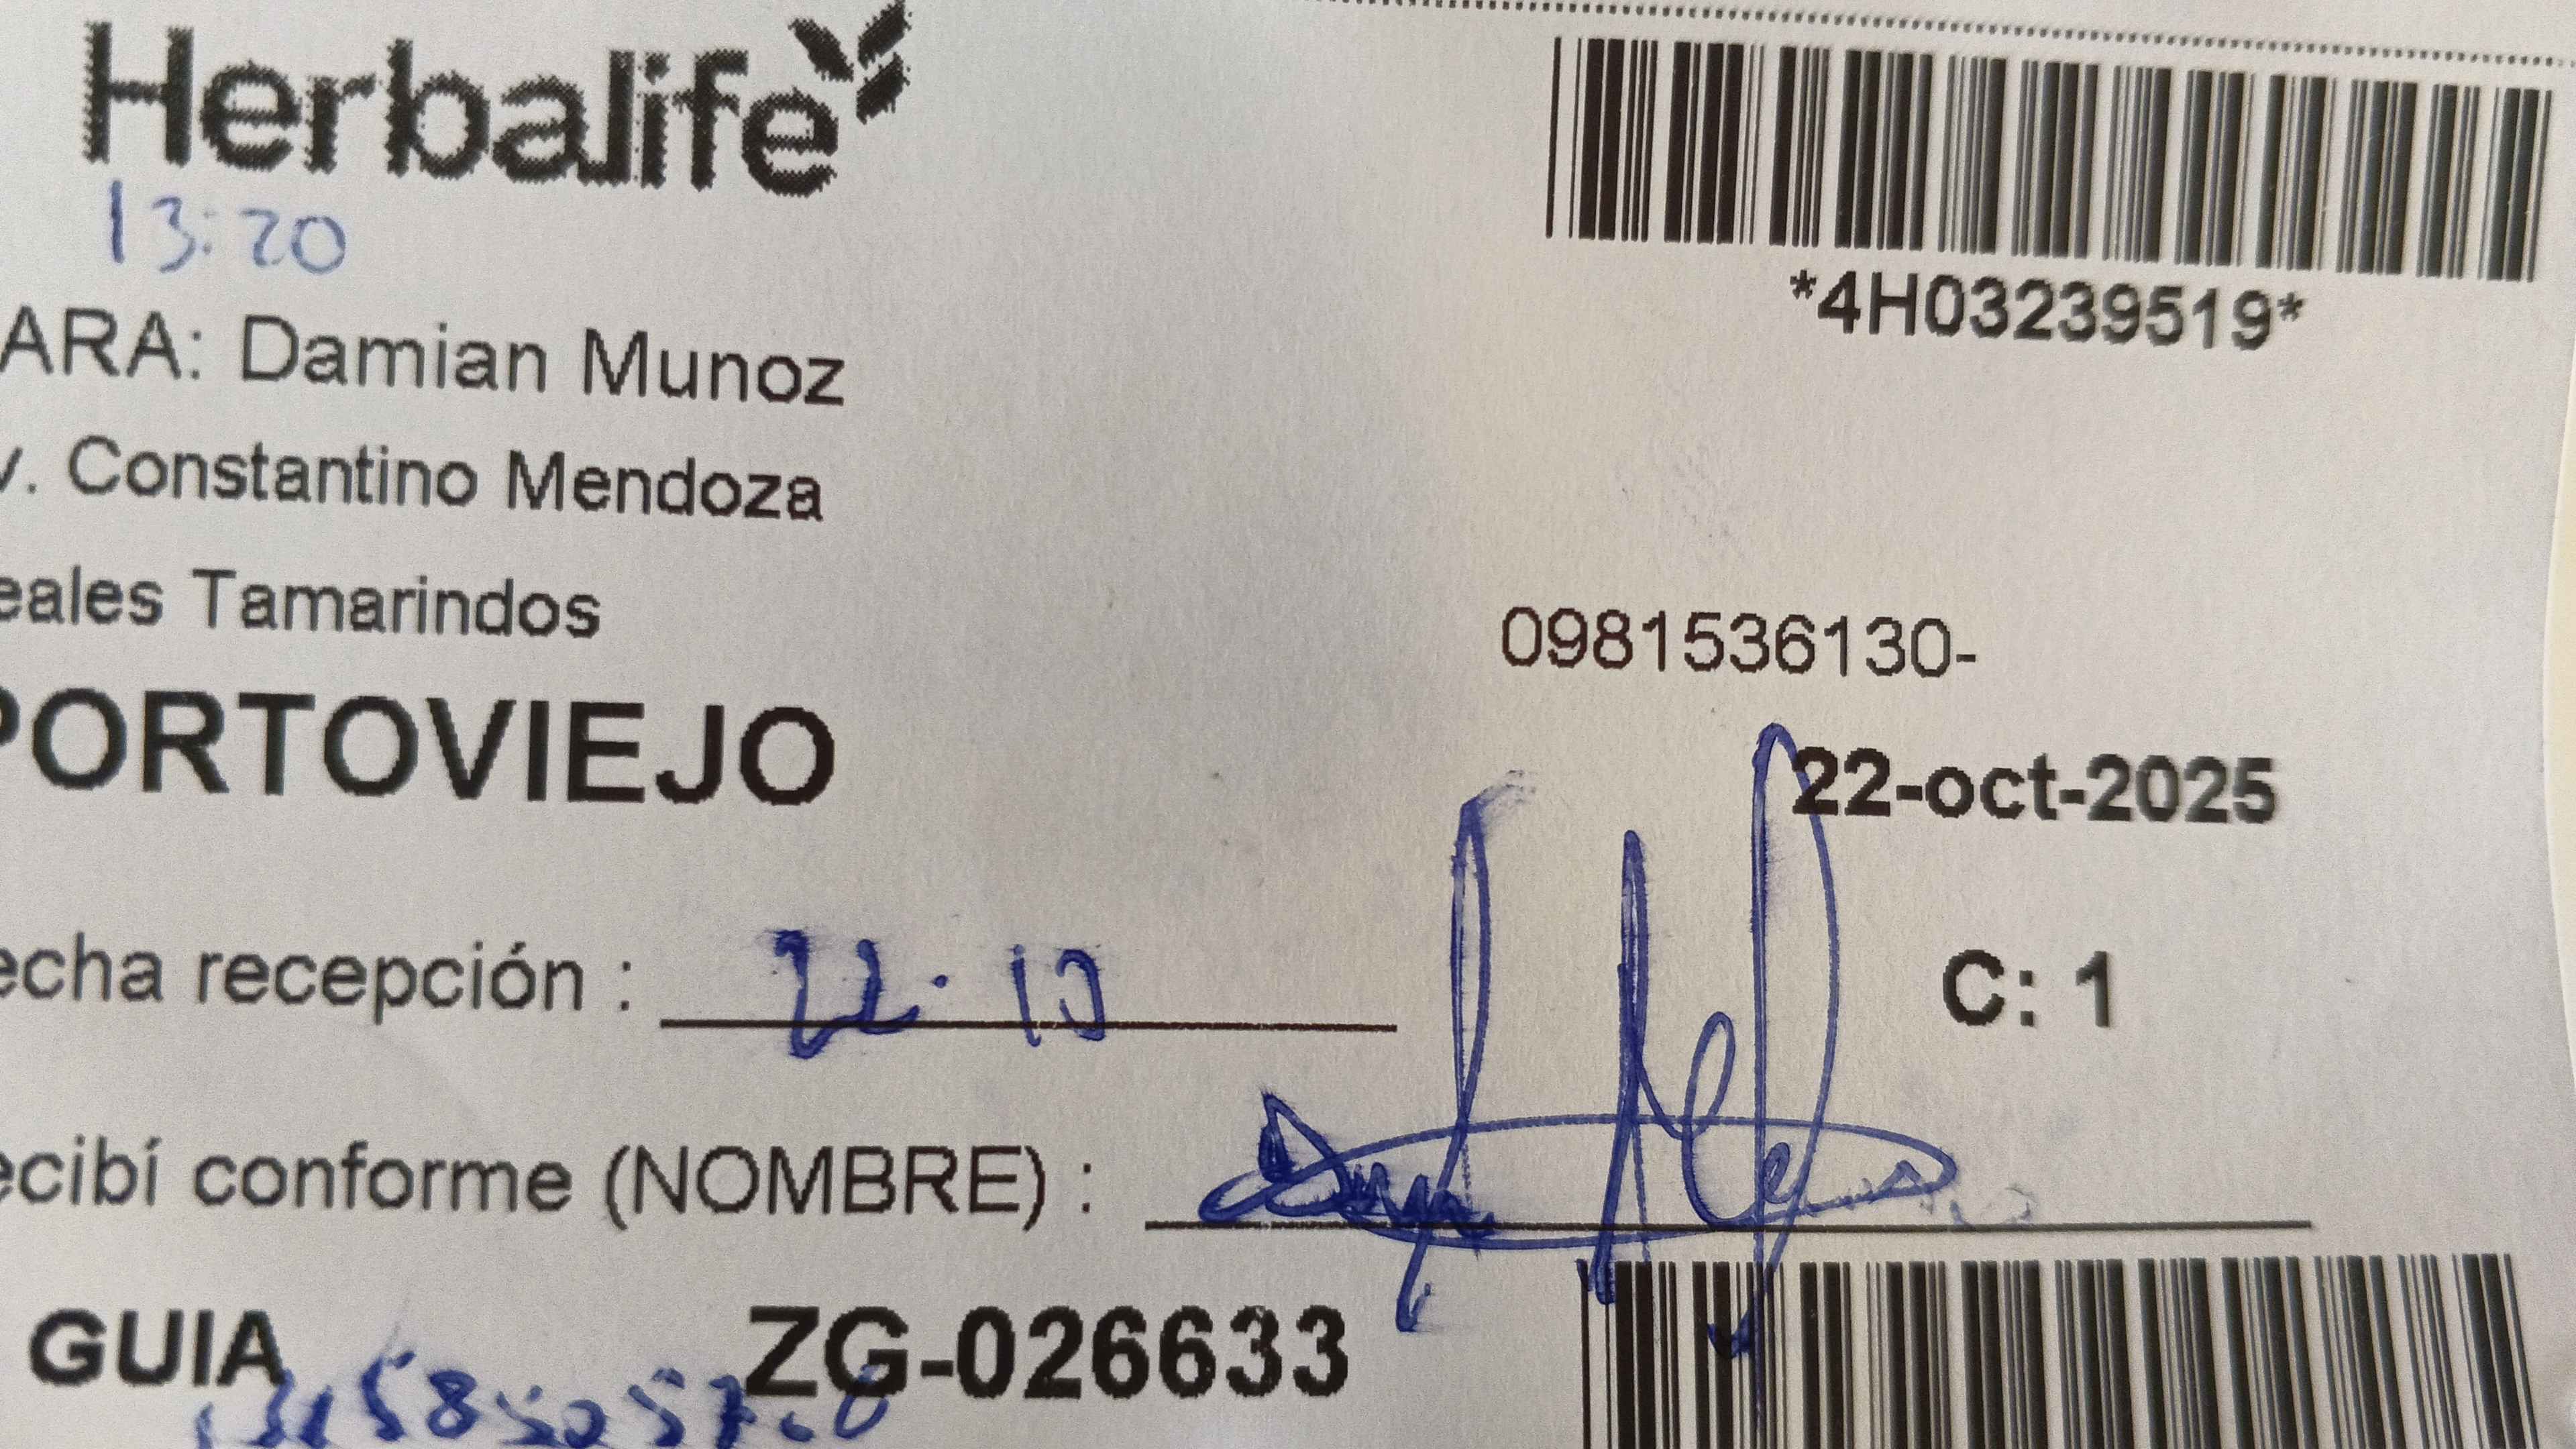 Herbalife
13:20
*4H03239519*
ARA: Damian Munoz
v. Constantino Mendoza
eales Tamarindos
0981536130-
PORTOVIEJO
22-oct-2025
echa recepción : 22. 10
C: 1
ecibí conforme (NOMBRE) :
GUIA ZG-026633